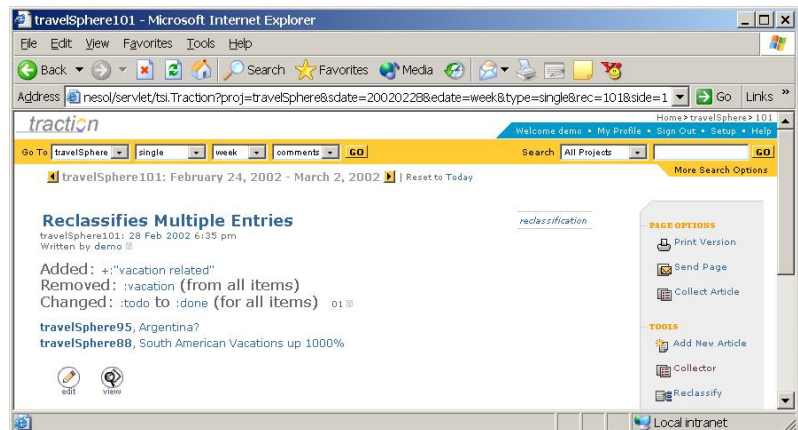 travelSphere101 - Microsoft Internet Explorer
File Edit View Favorites Tools Help
Back Search Favorites Media
Address nesol/servlet/tsi.Traction?proj=travelSphere&sdate=20020228&edate=week&type=single&rec=101&side=1 Go Links »
traction
Home > travelSphere > 101
Welcome demo • My Profile • Sign Out • Setup • Help
Go To travelSphere single week comments GO Search All Projects GO
More Search Options
travelSphere101: February 24, 2002 - March 2, 2002 | Reset to Today
Reclassifies Multiple Entries
reclassification
travelSphere101: 28 Feb 2002 6:35 pm
Written by demo
Added: +:"vacation related"
Removed: :vacation (from all items)
Changed: :todo to :done (for all items) 01
travelSphere95, Argentina?
travelSphere88, South American Vacations up 1000%
edit view
PAGE OPTIONS
Print Version
Send Page
Collect Article
TOOLS
Add New Article
Collector
Reclassify
Local intranet